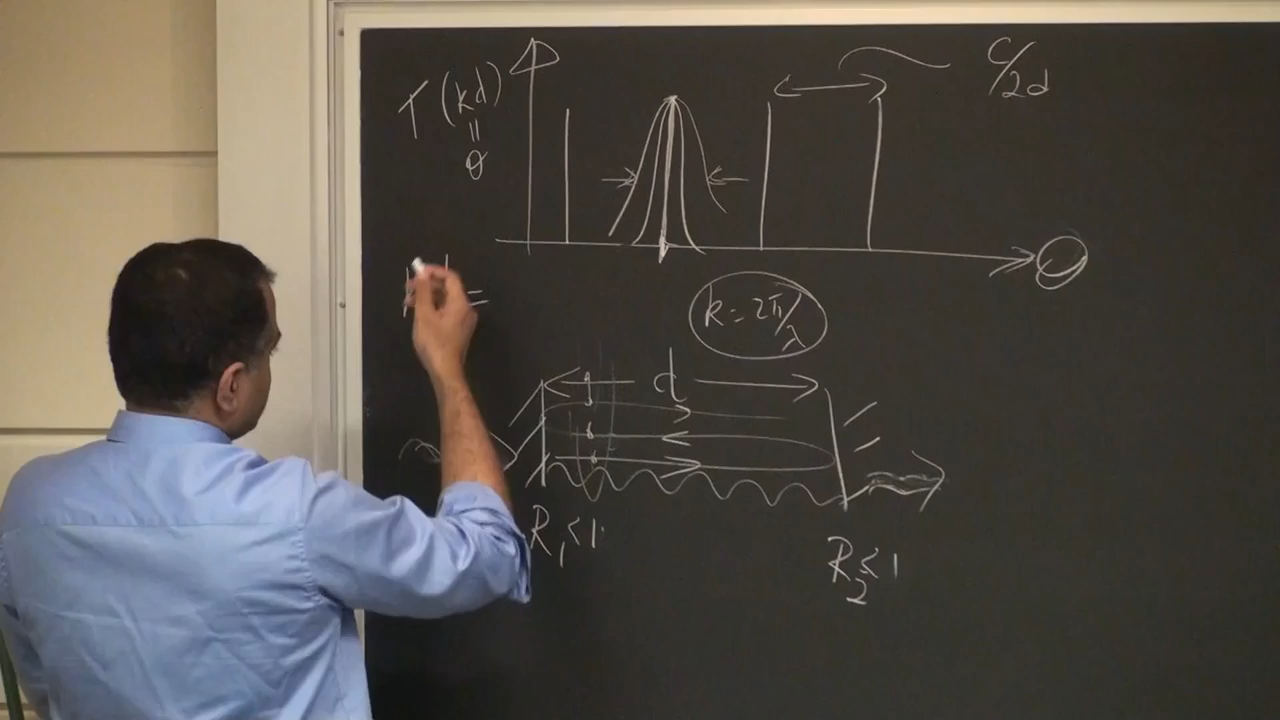 T (kd)
=
θ
C/2d
=
k = 2π/λ
d
R₁ < 1
R₂ < 1